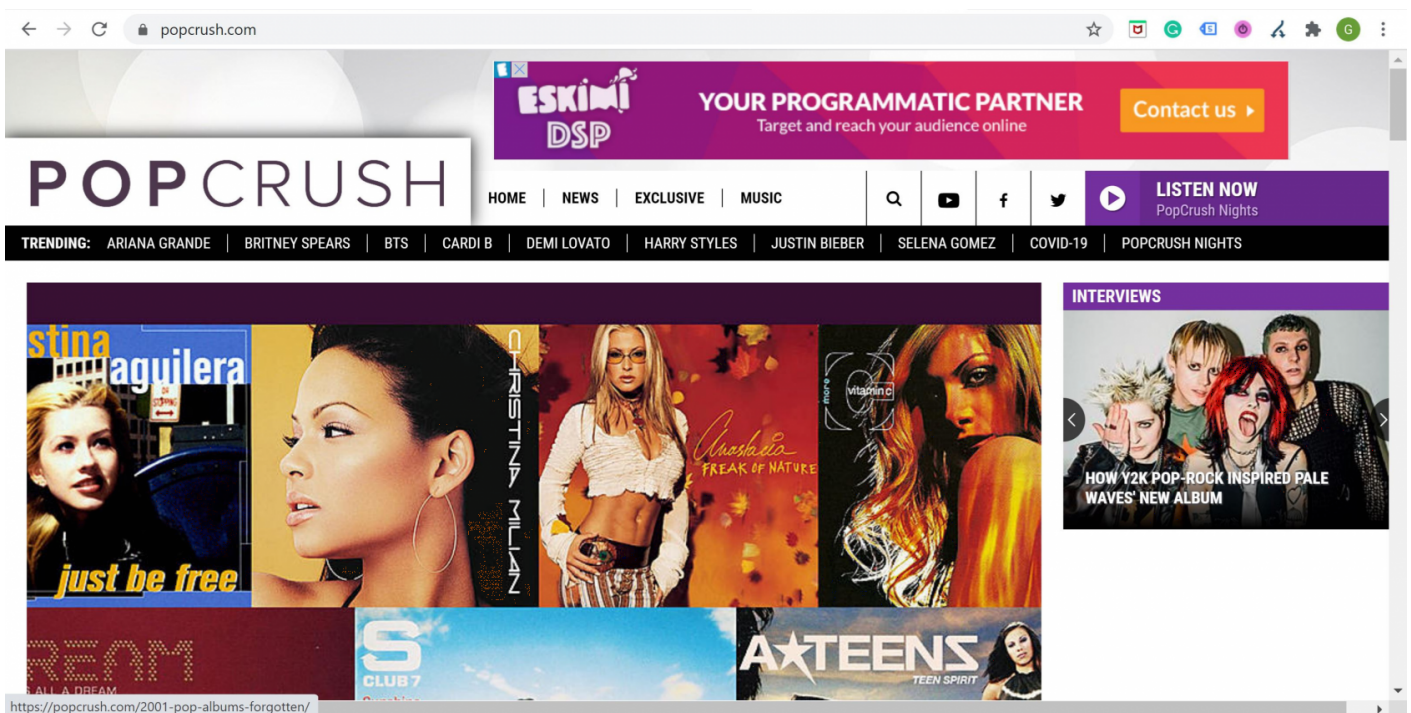 popcrush.com
G
ESKIMI
DSP
YOUR PROGRAMMATIC PARTNER
Target and reach your audience online
Contact us
POPCRUSH
HOME | NEWS | EXCLUSIVE | MUSIC
LISTEN NOW
PopCrush Nights
TRENDING: ARIANA GRANDE | BRITNEY SPEARS | BTS | CARDI B | DEMI LOVATO | HARRY STYLES | JUSTIN BIEBER | SELENA GOMEZ | COVID-19 | POPCRUSH NIGHTS
INTERVIEWS
stina
aguilera
just be free
CHRISTINA MILIAN
Anastacia
FREAK OF NATURE
more
vitamin c
HOW Y2K POP-ROCK INSPIRED PALE
WAVES' NEW ALBUM
REAM
S ALL A DREAM
S
CLUB 7
Sunshine
A★TEENS
TEEN SPIRIT
https://popcrush.com/2001-pop-albums-forgotten/